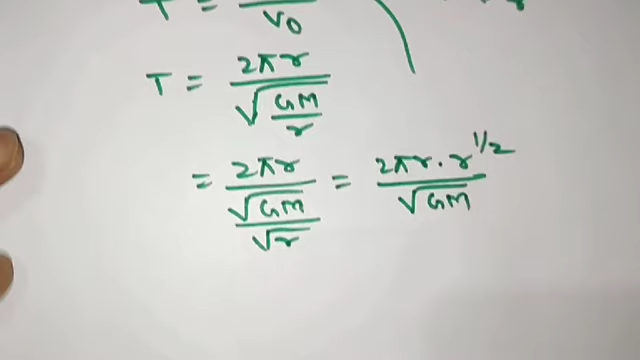 T = / v₀
T = 2πr / √(GM/r)
= 2πr / (√GM / √r) = 2πr · r^1/2 / √GM